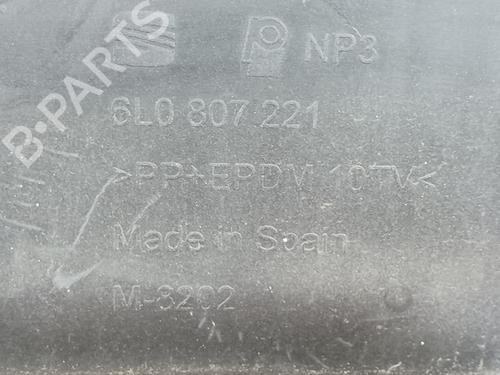 NP3
6L0 807 221
>PP+EPDM 10TV<
Made in Spain
M-8202
B-PARTS